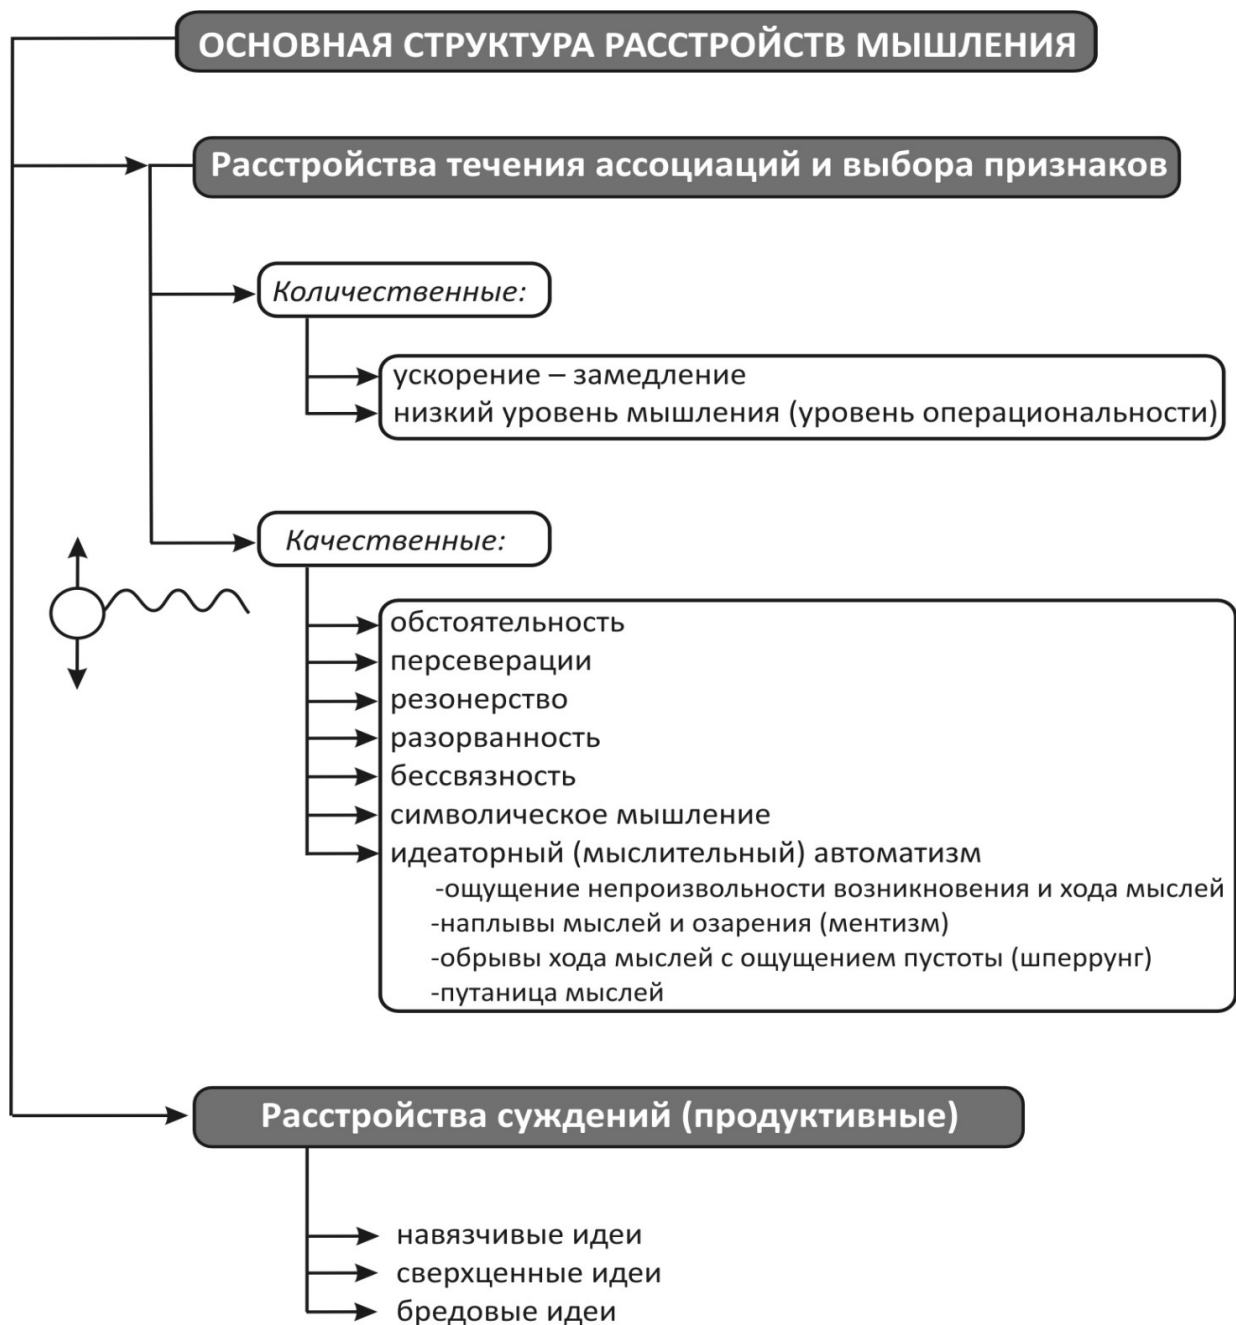 ОСНОВНАЯ СТРУКТУРА РАССТРОЙСТВ МЫШЛЕНИЯ
Расстройства течения ассоциаций и выбора признаков
Количественные:
ускорение – замедление
низкий уровень мышления (уровень операциональности)
Качественные:
обстоятельность
персеверации
резонерство
разорванность
бессвязность
символическое мышление
идеаторный (мыслительный) автоматизм
-ощущение непроизвольности возникновения и хода мыслей
-наплывы мыслей и озарения (ментизм)
-обрывы хода мыслей с ощущением пустоты (шперрунг)
-путаница мыслей
Расстройства суждений (продуктивные)
навязчивые идеи
сверхценные идеи
бредовые идеи